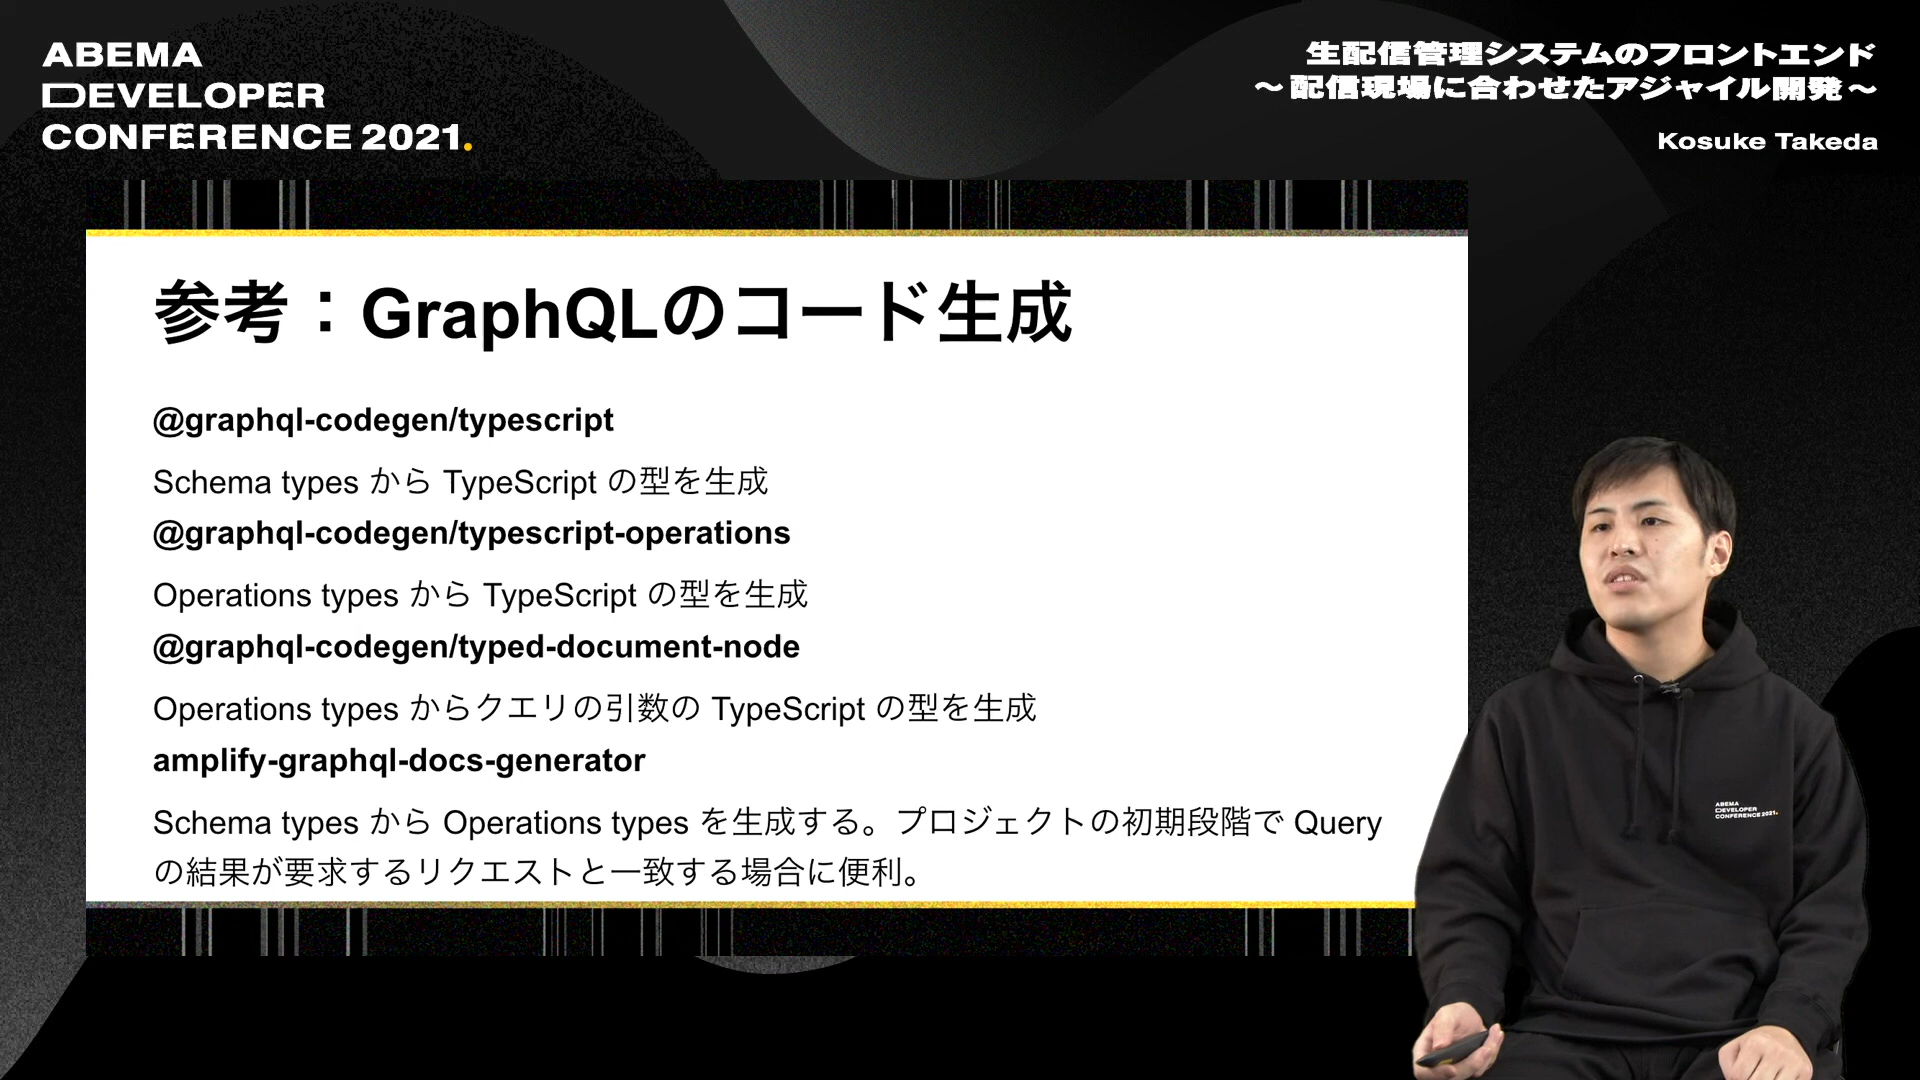 ABEMA
DEVELOPER
CONFERENCE 2021.
生配信管理システムのフロントエンド
〜配信現場に合わせたアジャイル開発〜
Kosuke Takeda
参考：GraphQLのコード生成
@graphql-codegen/typescript
Schema types から TypeScript の型を生成
@graphql-codegen/typescript-operations
Operations types から TypeScript の型を生成
@graphql-codegen/typed-document-node
Operations types からクエリの引数の TypeScript の型を生成
amplify-graphql-docs-generator
Schema types から Operations types を生成する。プロジェクトの初期段階で Query
の結果が要求するリクエストと一致する場合に便利。
ABEMA
DEVELOPER
CONFERENCE 2021.